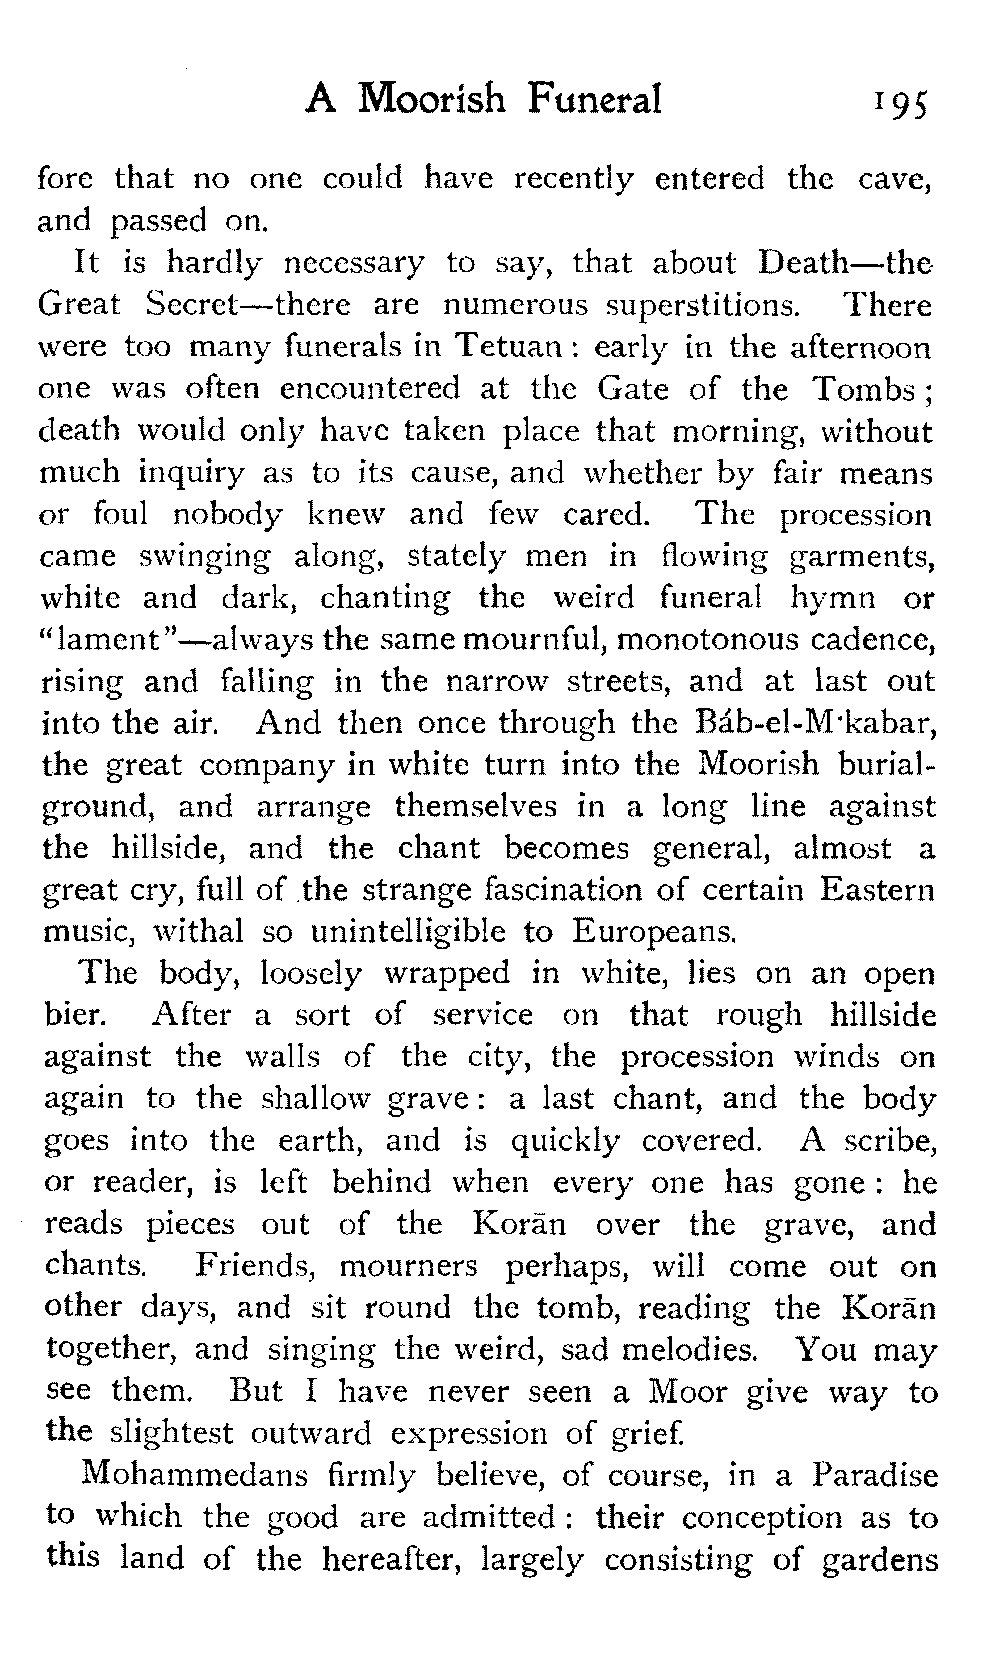 A Moorish Funeral 195
fore that no one could have recently entered the cave,
and passed on.
It is hardly necessary to say, that about Death—the
Great Secret—there are numerous superstitions. There
were too many funerals in Tetuan : early in the afternoon
one was often encountered at the Gate of the Tombs ;
death would only have taken place that morning, without
much inquiry as to its cause, and whether by fair means
or foul nobody knew and few cared. The procession
came swinging along, stately men in flowing garments,
white and dark, chanting the weird funeral hymn or
“lament”—always the same mournful, monotonous cadence,
rising and falling in the narrow streets, and at last out
into the air. And then once through the Báb-el-M·kabar,
the great company in white turn into the Moorish burial-
ground, and arrange themselves in a long line against
the hillside, and the chant becomes general, almost a
great cry, full of the strange fascination of certain Eastern
music, withal so unintelligible to Europeans.
The body, loosely wrapped in white, lies on an open
bier. After a sort of service on that rough hillside
against the walls of the city, the procession winds on
again to the shallow grave : a last chant, and the body
goes into the earth, and is quickly covered. A scribe,
or reader, is left behind when every one has gone : he
reads pieces out of the Korān over the grave, and
chants. Friends, mourners perhaps, will come out on
other days, and sit round the tomb, reading the Korān
together, and singing the weird, sad melodies. You may
see them. But I have never seen a Moor give way to
the slightest outward expression of grief.
Mohammedans firmly believe, of course, in a Paradise
to which the good are admitted : their conception as to
this land of the hereafter, largely consisting of gardens